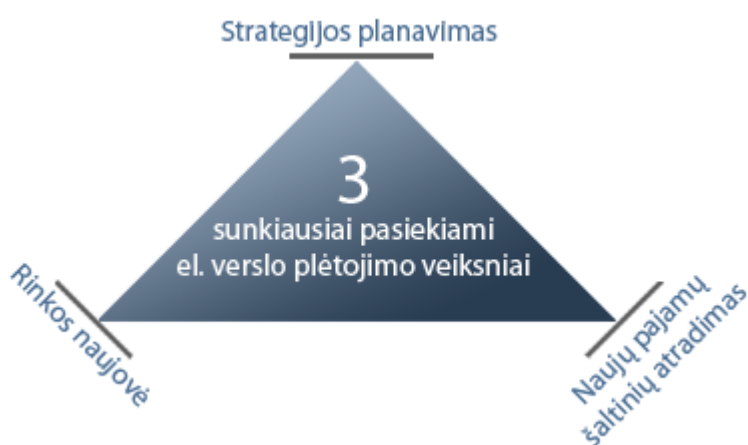 Strategijos planavimas
3
sunkiausiai pasiekiami
el. verslo plėtojimo veiksniai
Rinkos naujovė
Naujų pajamų
šaltinių atradimas